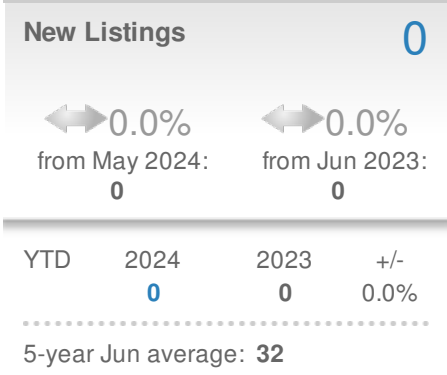 New Listings 0
0.0% 0.0%
from May 2024: from Jun 2023:
0 0
YTD 2024 2023 +/-
0 0 0.0%
5-year Jun average: 32